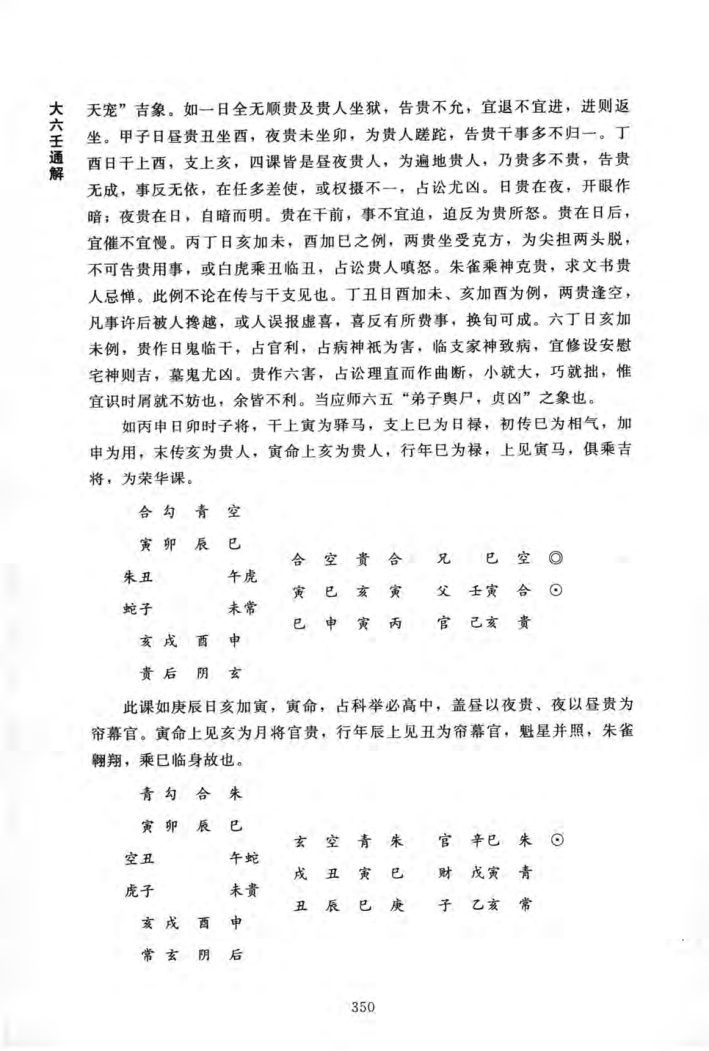 大六壬通解
天宠”吉象。如一日全无顺贵及贵人坐狱，告贵不允，宜退不宜进，进则返
坐。甲子日昼贵丑坐酉，夜贵未坐卯，为贵人蹉跎，告贵干事多不归一。丁
酉日干上酉，支上亥，四课皆是昼夜贵人，为遍地贵人，乃贵多不贵，告贵
无成，事反无依，在任多差使，或权摄不一，占讼尤凶。日贵在夜，开眼作
暗；夜贵在日，自暗而明。贵在干前，事不宜迫，迫反为贵所怒。贵在日后，
宜催不宜慢。丙丁日亥加未，酉加巳之例，两贵坐受克方，为尖担两头脱，
不可告贵用事，或白虎乘丑临丑，占讼贵人嗔怒。朱雀乘神克贵，求文书贵
人忌惮。此例不论在传与干支见也。丁丑日酉加未、亥加酉为例，两贵逢空，
凡事许后被人搀越，或人误报虚喜，喜反有所费事，换旬可成。六丁日亥加
未例，贵作日鬼临干，占官利，占病神祇为害，临支家神致病，宜修设安慰
宅神则吉，墓鬼尤凶。贵作六害，占讼理直而作曲断，小就大，巧就拙，惟
宜识时屑就不妨也，余皆不利。当应师六五“弟子舆尸，贞凶”之象也。
如丙申日卯时子将，干上寅为驿马，支上巳为日禄，初传巳为相气，加
申为用，末传亥为贵人，寅命上亥为贵人，行年巳为禄，上见寅马，俱乘吉
将，为荣华课。
合 勾 青 空
寅 卯 辰 巳
朱丑 午虎
蛇子 未常
亥 戌 酉 申
贵 后 阴 玄
合 空 贵 合 兄 巳 空 ◎
寅 巳 亥 寅 父 壬寅 合 ⊙
巳 申 寅 丙 官 己亥 贵
此课如庚辰日亥加寅，寅命，占科举必高中，盖昼以夜贵、夜以昼贵为
帘幕官。寅命上见亥为月将官贵，行年辰上见丑为帘幕官，魁星并照，朱雀
翱翔，乘巳临身故也。
青 勾 合 朱
寅 卯 辰 巳
空丑 午蛇
虎子 未贵
亥 戌 酉 申
常 玄 阴 后
玄 空 青 朱 官 辛巳 朱 ⊙
戌 丑 寅 巳 财 戊寅 青
丑 辰 巳 庚 子 乙亥 常
350